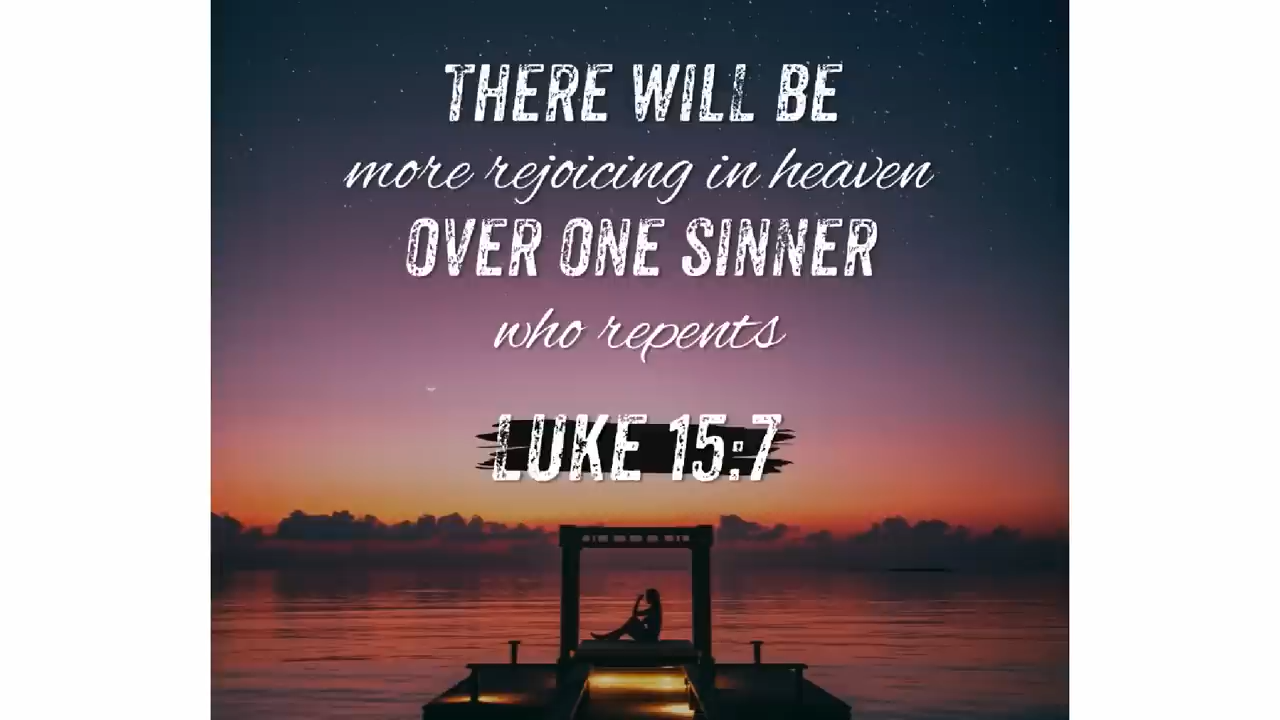 THERE WILL BE
more rejoicing in heaven
OVER ONE SINNER
who repents
LUKE 15:7